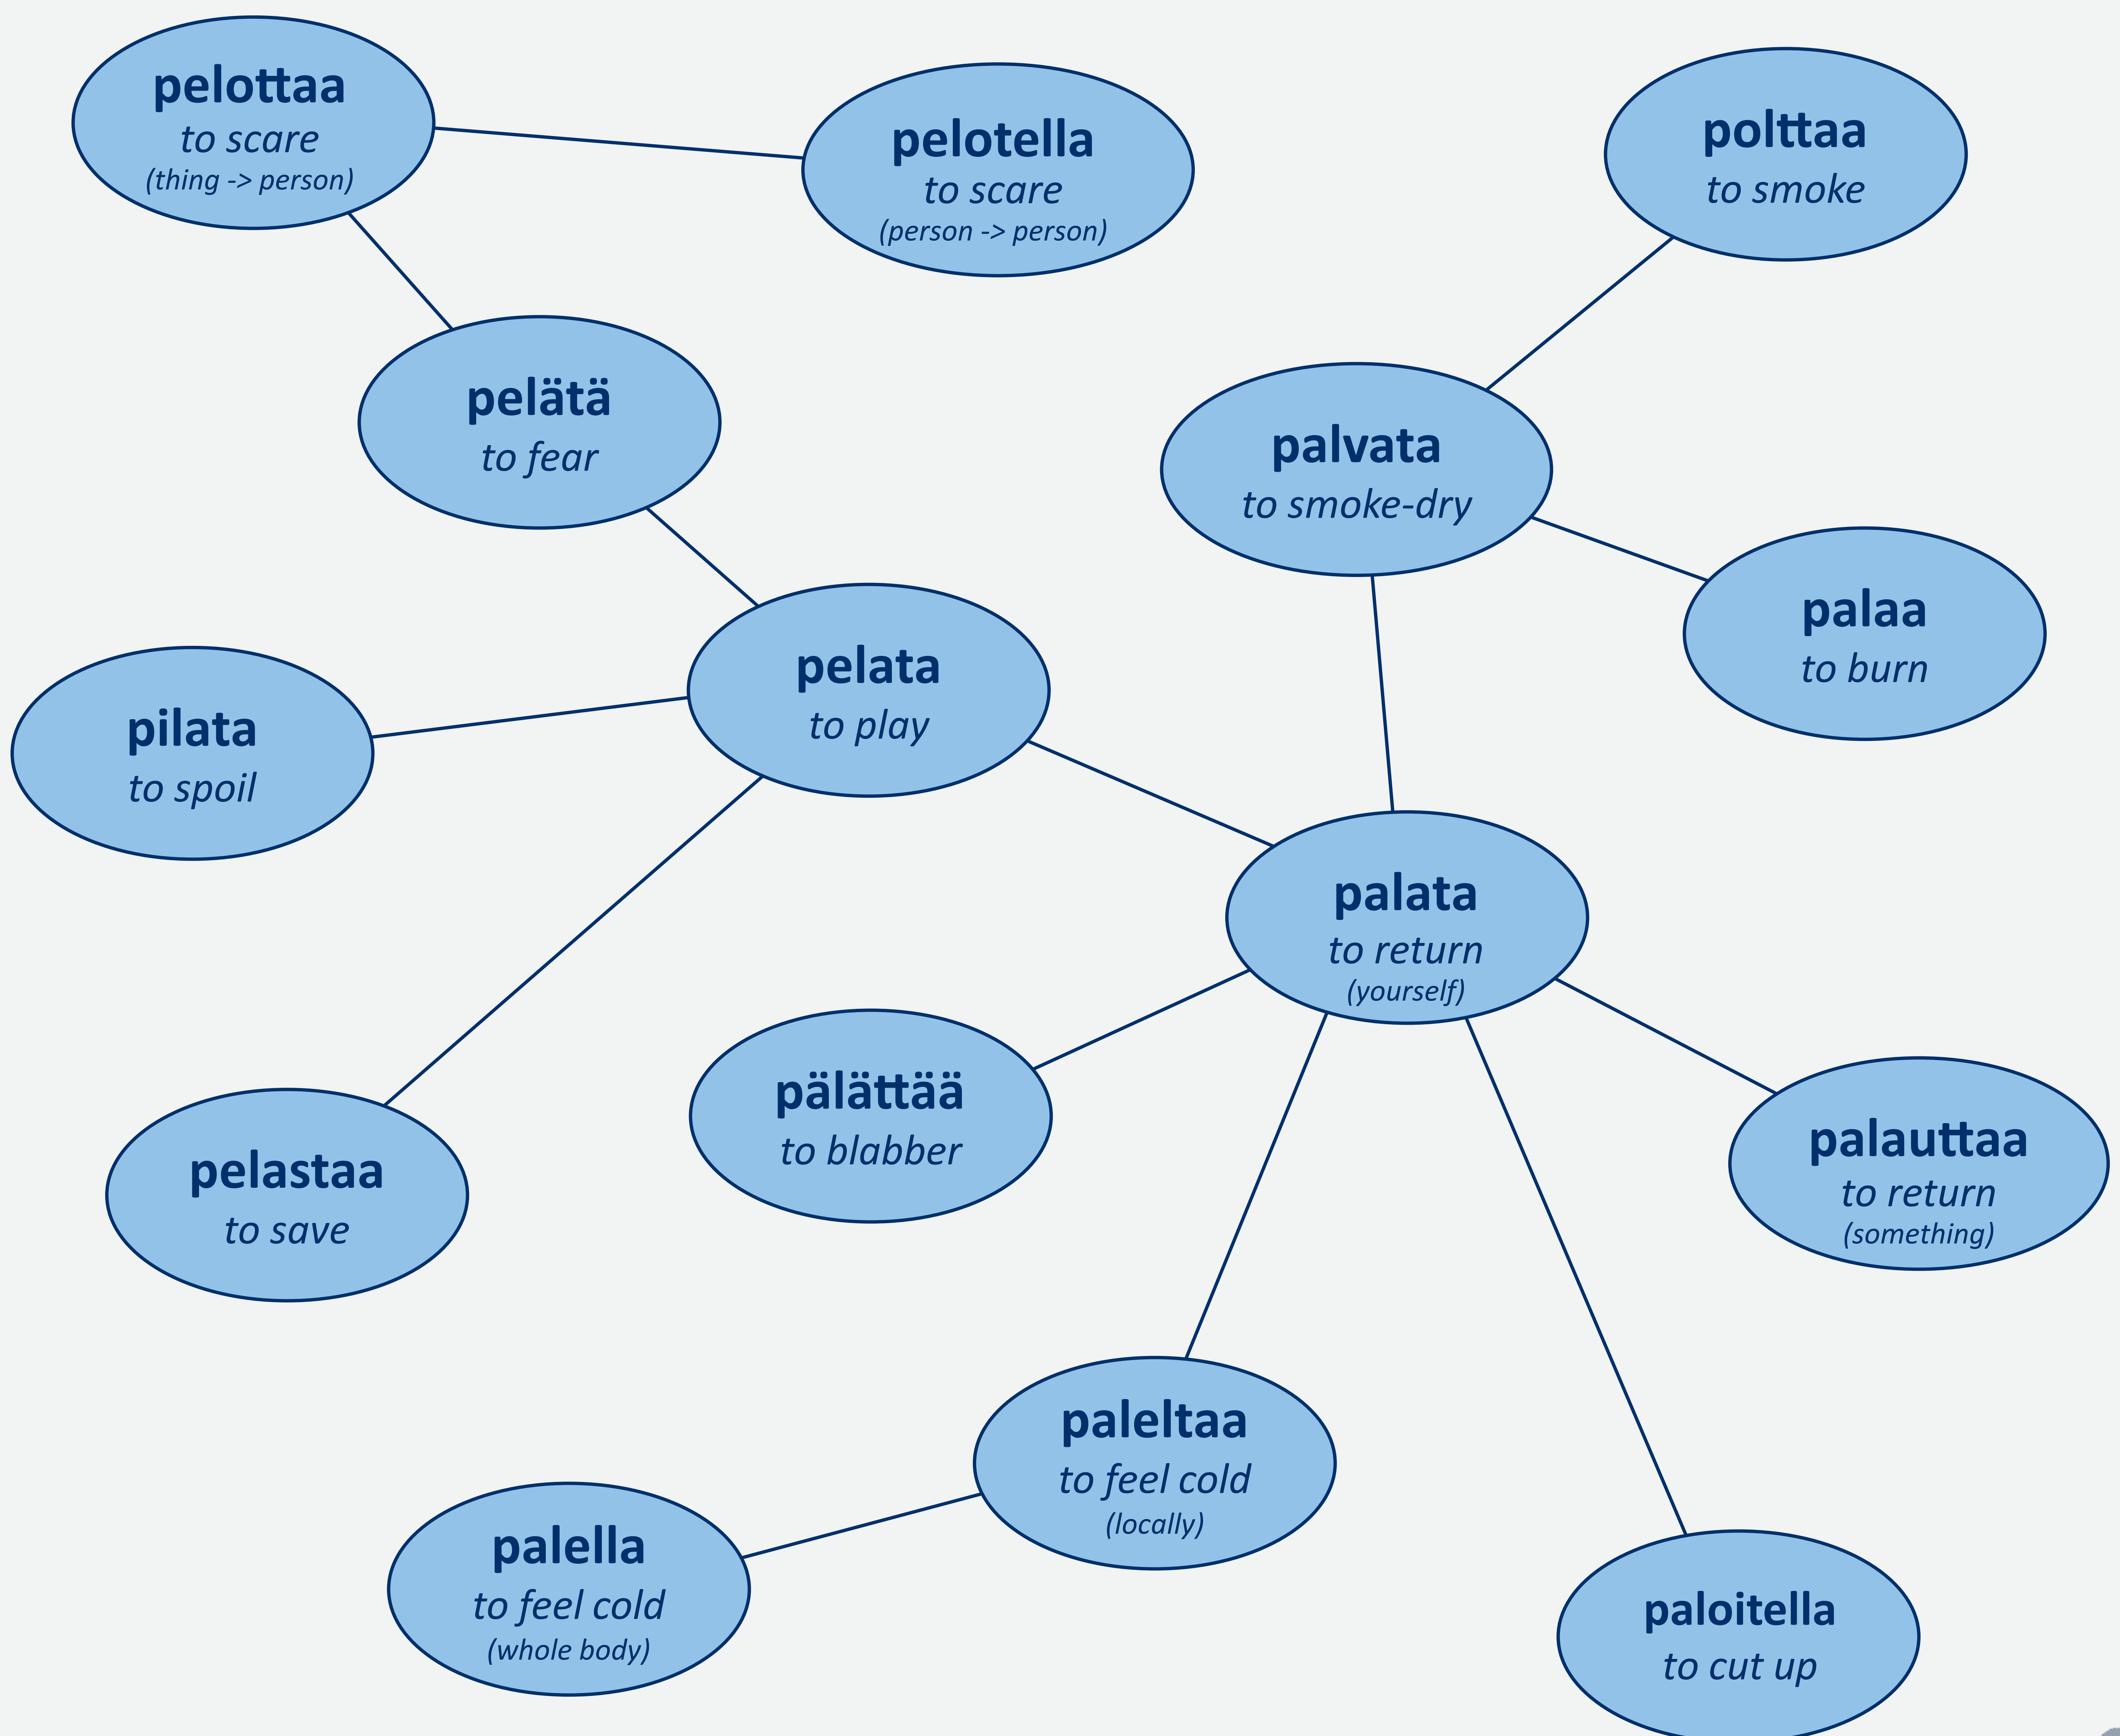 pelottaa
to scare
(thing -> person)
pelotella
to scare
(person -> person)
polttaa
to smoke
pelätä
to fear
palvata
to smoke-dry
palaa
to burn
pelata
to play
pilata
to spoil
palata
to return
(yourself)
pälättää
to blabber
palauttaa
to return
(something)
pelastaa
to save
paleltaa
to feel cold
(locally)
palella
to feel cold
(whole body)
paloitella
to cut up